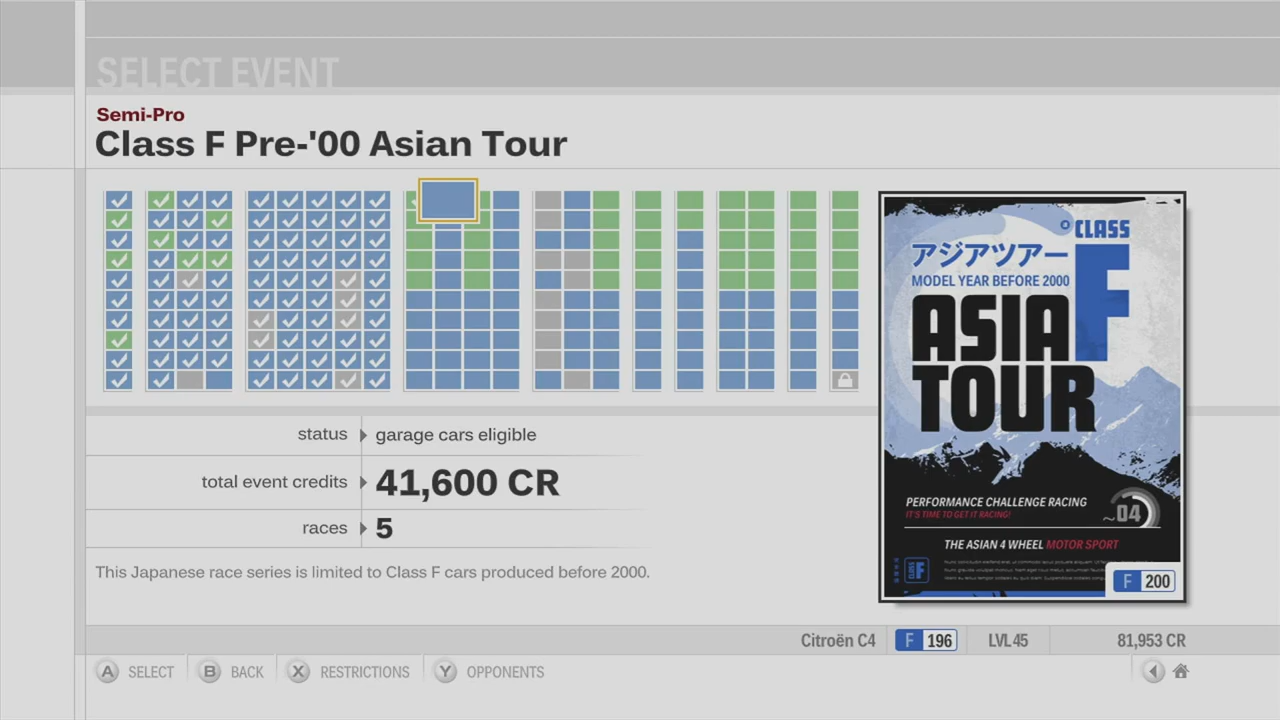 SELECT EVENT
Semi-Pro
Class F Pre-'00 Asian Tour
CLASS
F
アジアツアー
MODEL YEAR BEFORE 2000
ASIA
TOUR
PERFORMANCE CHALLENGE RACING
IT'S TIME TO GET IT RACING!
~04
THE ASIAN 4 WHEEL MOTOR SPORT
F 200
status garage cars eligible
total event credits 41,600 CR
races 5
This Japanese race series is limited to Class F cars produced before 2000.
Citroën C4 F 196 LVL 45 81,953 CR
A SELECT B BACK X RESTRICTIONS Y OPPONENTS